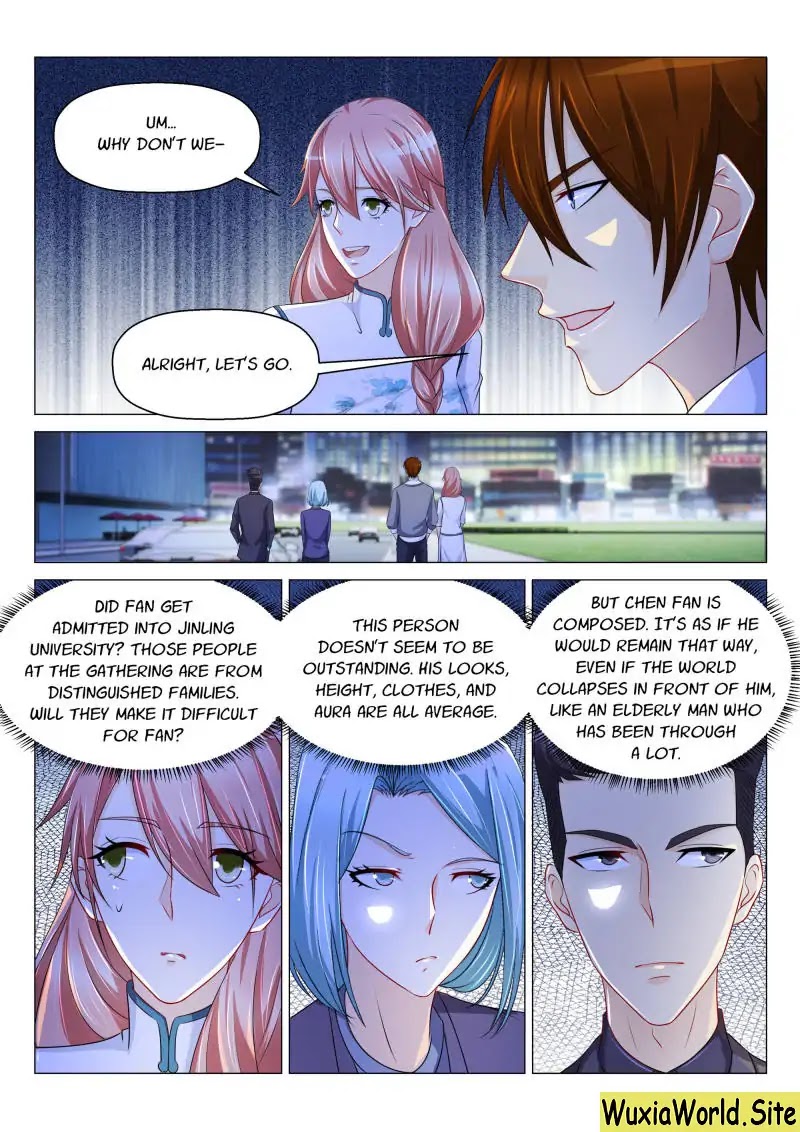 UM...
WHY DON'T WE-
ALRIGHT, LET'S GO.
DID FAN GET
ADMITTED INTO JINLING
UNIVERSITY? THOSE PEOPLE
AT THE GATHERING ARE FROM
DISTINGUISHED FAMILIES.
WILL THEY MAKE IT DIFFICULT
FOR FAN?
THIS PERSON
DOESN'T SEEM TO BE
OUTSTANDING. HIS LOOKS,
HEIGHT, CLOTHES, AND
AURA ARE ALL AVERAGE.
BUT CHEN FAN IS
COMPOSED. IT'S AS IF HE
WOULD REMAIN THAT WAY,
EVEN IF THE WORLD
COLLAPSES IN FRONT OF HIM,
LIKE AN ELDERLY MAN WHO
HAS BEEN THROUGH
A LOT.
WuxiaWorld.Site